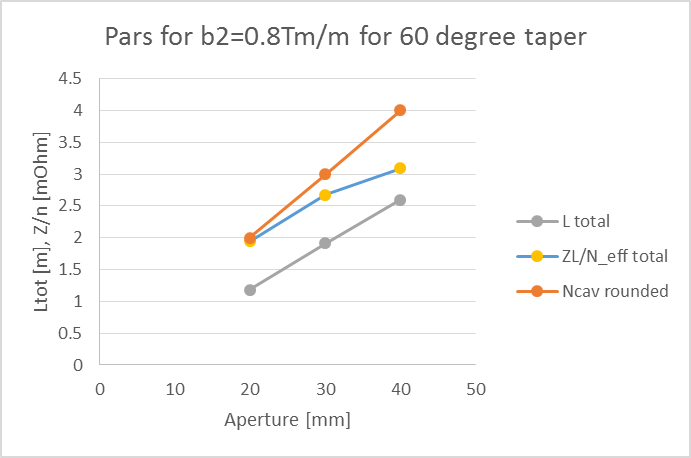 Pars for b2=0.8Tm/m for 60 degree taper
Ltot [m], Z/n [mOhm]
4.5
4
3.5
3
2.5
2
1.5
1
0.5
0
0 10 20 30 40 50
Aperture [mm]
L total
ZL/N_eff total
Ncav rounded